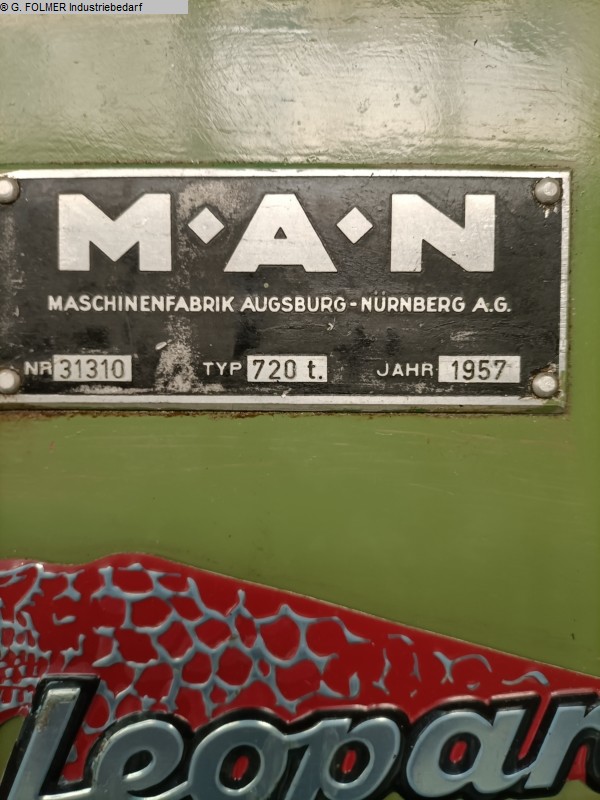 © G. FOLMER Industriebedarf
M·A·N
MASCHINENFABRIK AUGSBURG-NÜRNBERG A.G.
NR 31310 TYP 720 t. JAHR 1957
Leopar